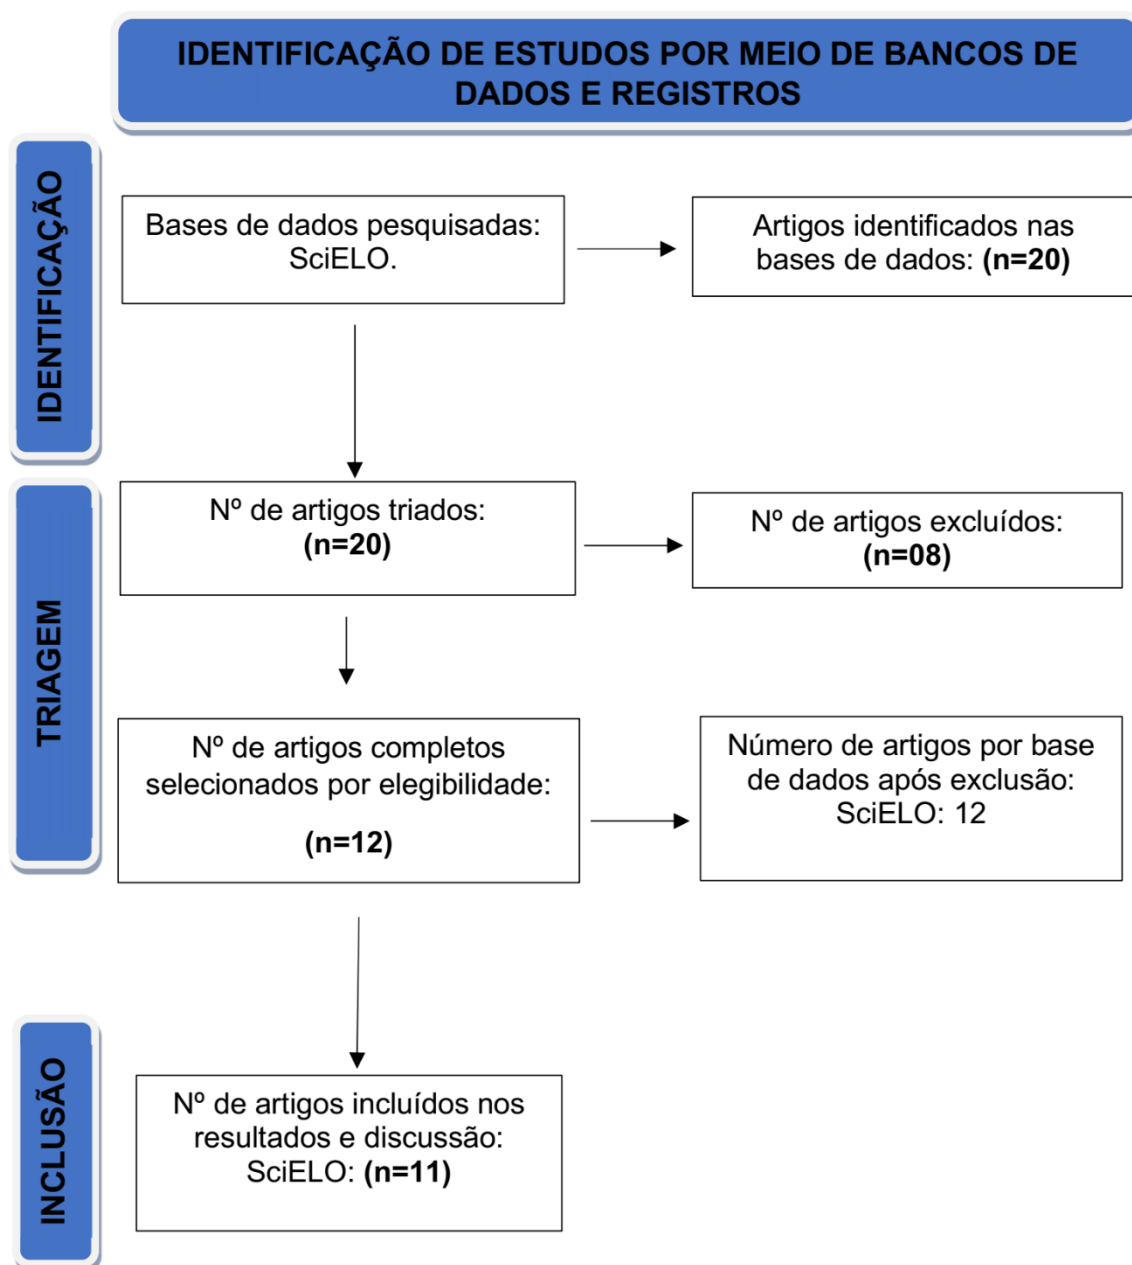 IDENTIFICAÇÃO DE ESTUDOS POR MEIO DE BANCOS DE
DADOS E REGISTROS
IDENTIFICAÇÃO
Bases de dados pesquisadas:
SciELO.
Artigos identificados nas
bases de dados: (n=20)
TRIAGEM
Nº de artigos triados:
(n=20)
Nº de artigos excluídos:
(n=08)
Nº de artigos completos
selecionados por elegibilidade:
(n=12)
Número de artigos por base
de dados após exclusão:
SciELO: 12
INCLUSÃO
Nº de artigos incluídos nos
resultados e discussão:
SciELO: (n=11)